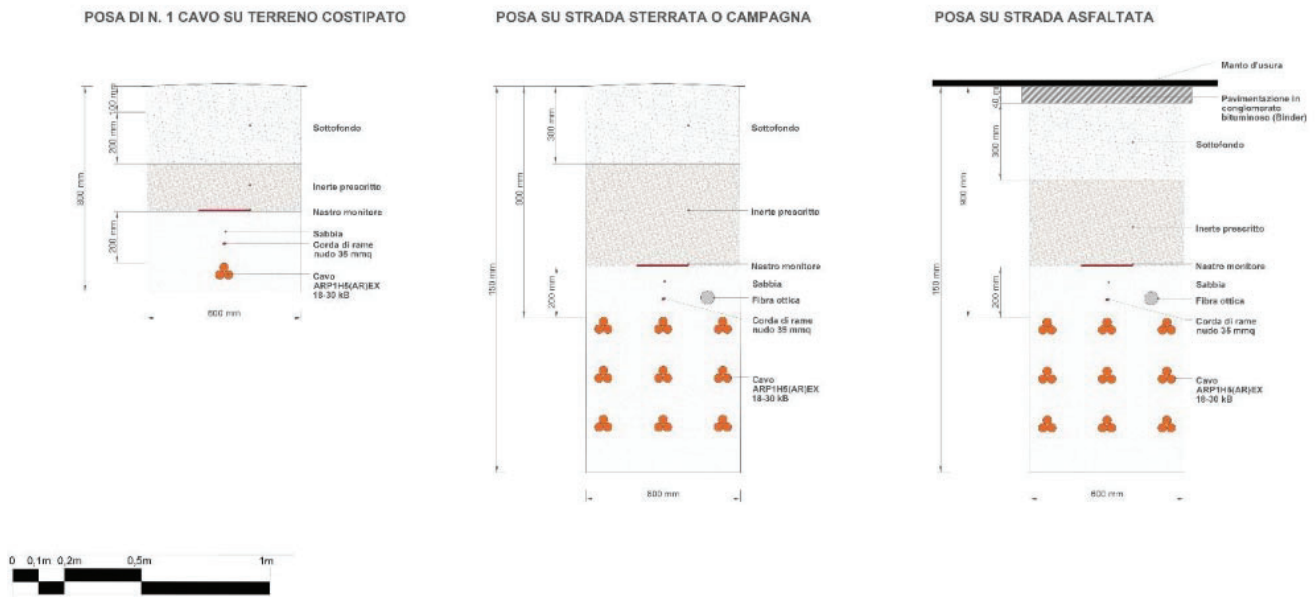 POSA DI N. 1 CAVO SU TERRENO COSTIPATO
100 mm
200 mm
800 mm
200 mm
Sottofondo
Inerte prescritto
Nastro monitore
Sabbia
Corda di rame
nudo 35 mmq
Cavo
ARP1H5(AR)EX
18-30 kB
600 mm
POSA SU STRADA STERRATA O CAMPAGNA
300 mm
900 mm
150 mm
200 mm
Sottofondo
Inerte prescritto
Nastro monitore
Sabbia
Fibra ottica
Corda di rame
nudo 35 mmq
Cavo
ARP1H5(AR)EX
18-30 kB
600 mm
POSA SU STRADA ASFALTATA
Manto d'usura
Pavimentazione in
conglomerato
bituminoso (Binder)
40 mm
300 mm
900 mm
150 mm
200 mm
Sottofondo
Inerte prescritto
Nastro monitore
Sabbia
Fibra ottica
Corda di rame
nudo 35 mmq
Cavo
ARP1H5(AR)EX
18-30 kB
600 mm
0 0,1m 0,2m 0,5m 1m